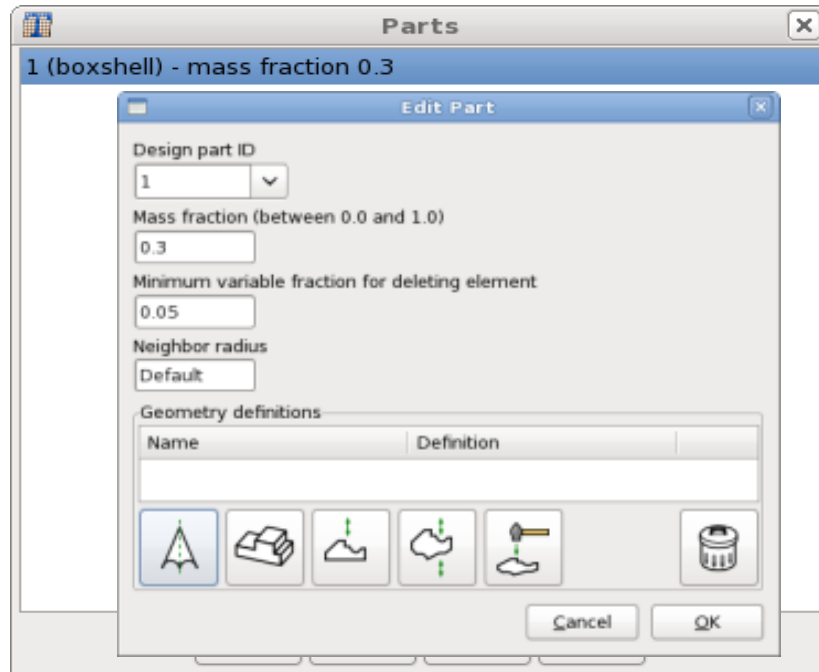 Parts
1 (boxshell) - mass fraction 0.3
Edit Part
Design part ID
1
Mass fraction (between 0.0 and 1.0)
0.3
Minimum variable fraction for deleting element
0.05
Neighbor radius
Default
Geometry definitions
Name Definition
Cancel OK